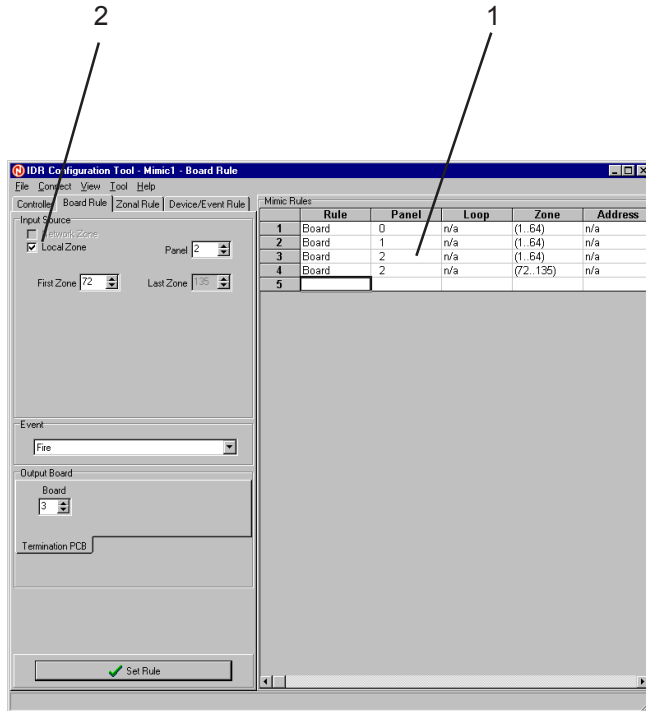 2 1
IDR Configuration Tool - Mimic1 - Board Rule
File Connect View Tool Help
Controller Board Rule Zonal Rule Device/Event Rule
Input Source
Network Zone
Local Zone Panel 2
First Zone 72 Last Zone 135
Event
Fire
Output Board
Board
3
Termination PCB
Set Rule
Mimic Rules
Rule Panel Loop Zone Address
1 Board 0 n/a (1..64) n/a
2 Board 1 n/a (1..64) n/a
3 Board 2 n/a (1..64) n/a
4 Board 2 n/a (72..135) n/a
5